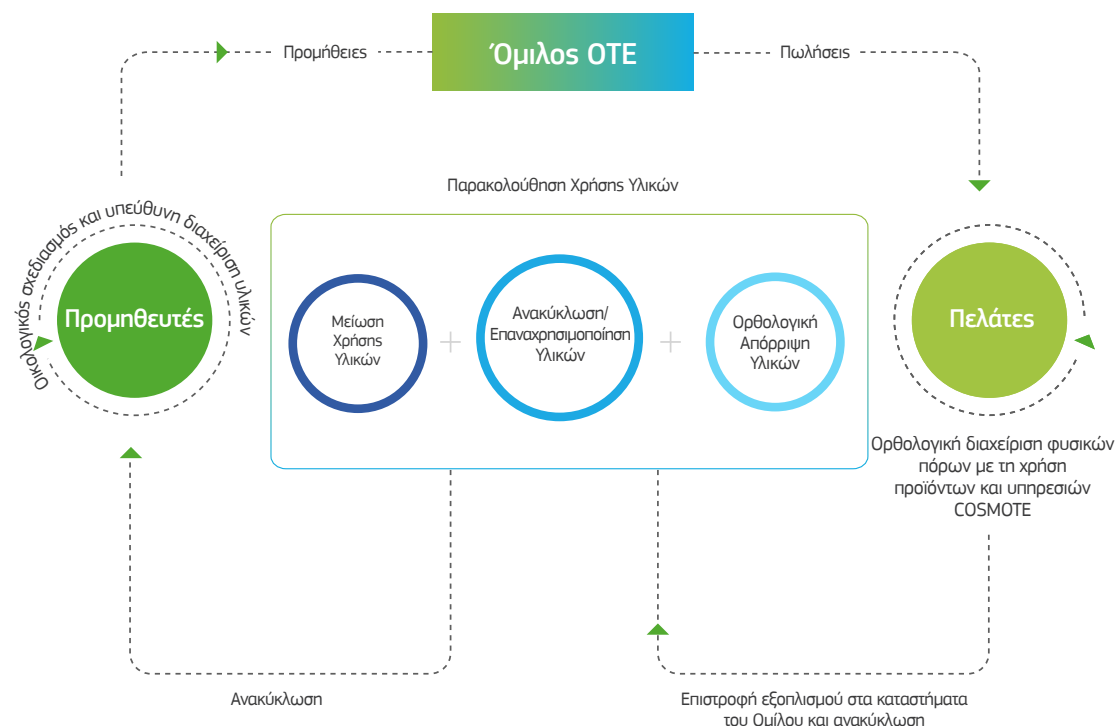 Προμήθειες
Όμιλος ΟΤΕ
Πωλήσεις
Παρακολούθηση Χρήσης Υλικών
Οικολογικός σχεδιασμός και υπεύθυνη διαχείριση υλικών
Προμηθευτές
Μείωση
Χρήσης
Υλικών
Ανακύκλωση/
Επαναχρησιμοποίηση
Υλικών
Ορθολογική
Απόρριψη
Υλικών
Πελάτες
Ορθολογική διαχείριση φυσικών
πόρων με τη χρήση
προϊόντων και υπηρεσιών
COSMOTE
Ανακύκλωση
Επιστροφή εξοπλισμού στα καταστήματα
του Ομίλου και ανακύκλωση